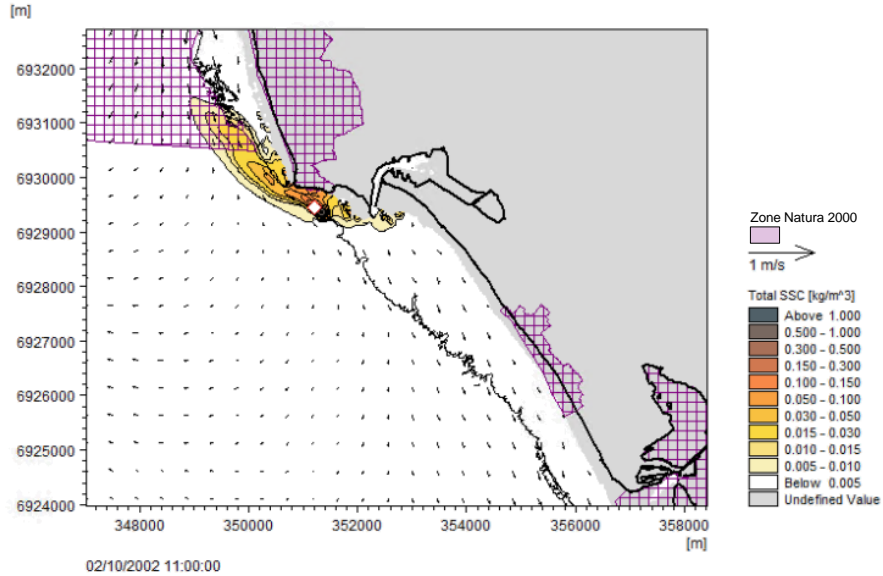 [m]
6932000
6931000
6930000
6929000
6928000
6927000
6926000
6925000
6924000
348000 350000 352000 354000 356000 358000
[m]
02/10/2002 11:00:00
Zone Natura 2000
1 m/s
Total SSC [kg/m^3]
Above 1.000
0.500 - 1.000
0.300 - 0.500
0.150 - 0.300
0.100 - 0.150
0.050 - 0.100
0.030 - 0.050
0.015 - 0.030
0.010 - 0.015
0.005 - 0.010
Below 0.005
Undefined Value